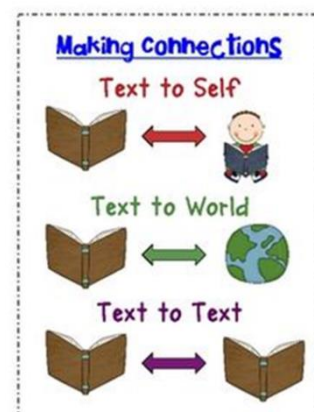 Making connections
Text to Self
Text to World
Text to Text